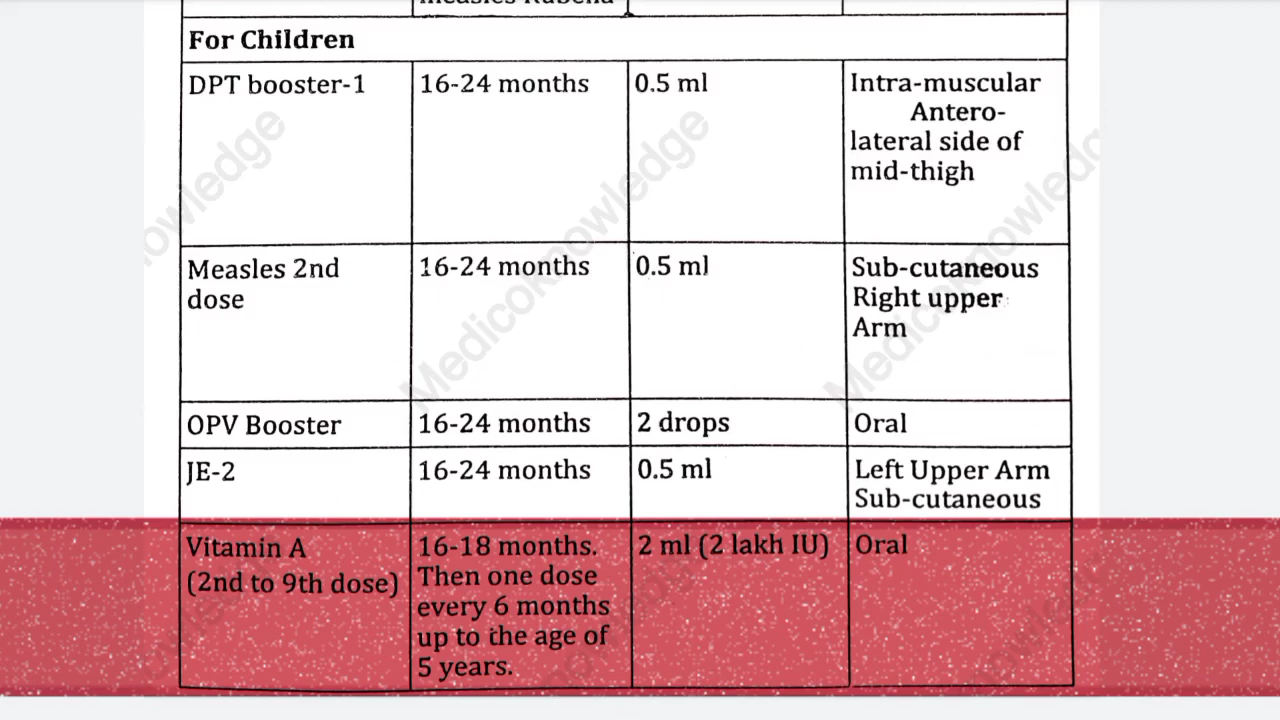 For Children
DPT booster-1
16-24 months
0.5 ml
Intra-muscular
Antero-
lateral side of
mid-thigh
Measles 2nd
dose
16-24 months
0.5 ml
Sub-cutaneous
Right upper
Arm
OPV Booster
16-24 months
2 drops
Oral
JE-2
16-24 months
0.5 ml
Left Upper Arm
Sub-cutaneous
Vitamin A
(2nd to 9th dose)
16-18 months.
Then one dose
every 6 months
up to the age of
5 years.
2 ml (2 lakh IU)
Oral
Medicoknowledge
Medicoknowledge